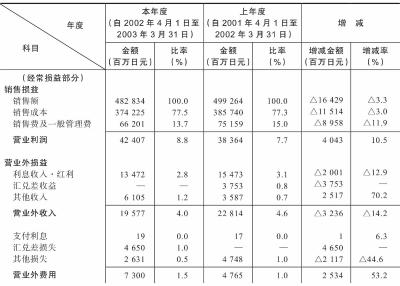 年度
科目
本年度
（自 2002 年 4 月 1 日至
2003 年 3 月 31 日）
上年度
（自 2001 年 4 月 1 日至
2002 年 3 月 31 日）
增 减
金额
（百万日元）
比率
（%）
金额
（百万日元）
比率
（%）
增减金额
（百万日元）
增减率
（%）
（经常损益部分）
销售损益
销售额 482 834 100.0 499 264 100.0 △16 429 △3.3
销售成本 374 225 77.5 385 740 77.3 △11 514 △3.0
销售费及一般管理费 66 201 13.7 75 159 15.0 △8 958 △11.9
营业利润 42 407 8.8 38 364 7.7 4 043 10.5
营业外损益
利息收入·红利 13 472 2.8 15 473 3.1 △2 001 △12.9
汇兑差收益 — — 3 753 0.8 △3 753 —
其他收入 6 105 1.2 3 587 0.7 2 517 70.2
营业外收入 19 577 4.0 22 814 4.6 △3 236 △14.2
支付利息 19 0.0 17 0.0 1 6.3
汇兑差损失 4 650 1.0 — — 4 650 —
其他损失 2 631 0.5 4 748 1.0 △2 117 △44.6
营业外费用 7 300 1.5 4 765 1.0 2 534 53.2